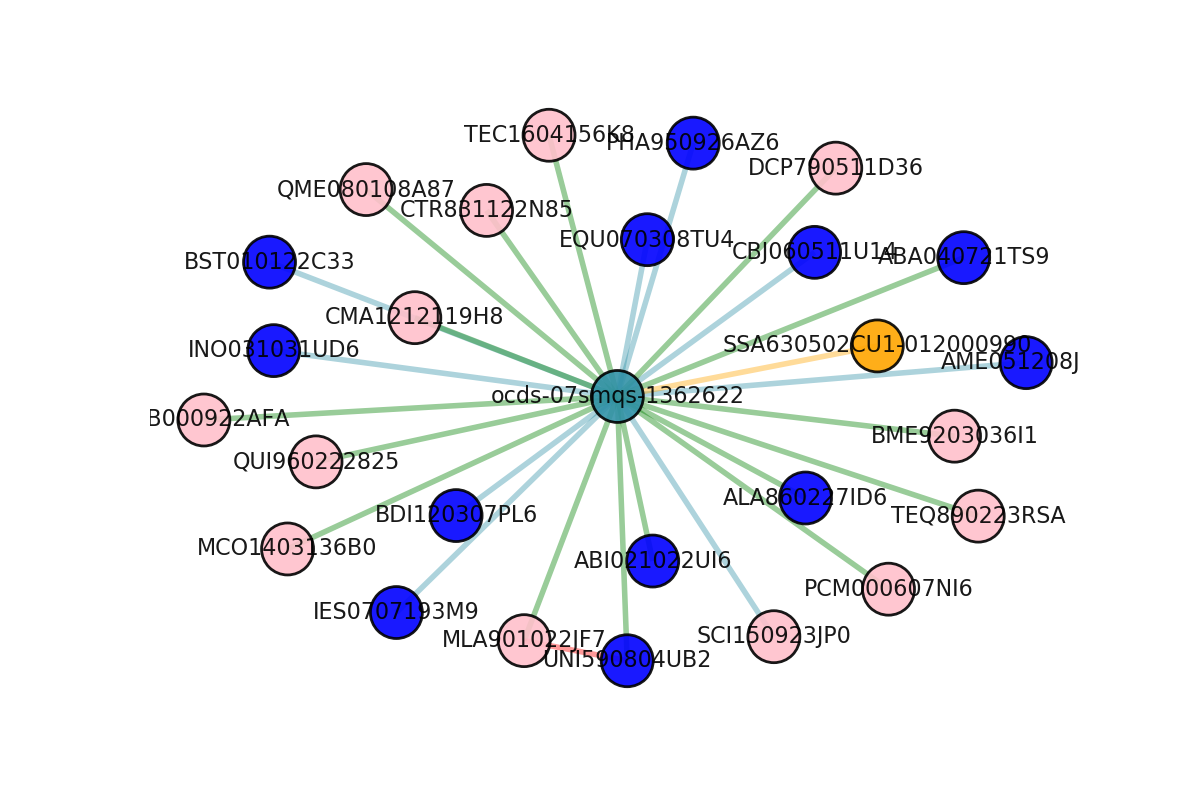 TEC1604156K8
PHA950926AZ6
DCP790511D36
QME080108A87
CTR831122N85
EQU070308TU4
CBJ060511U14
ABA040721TS9
BST010122C33
CMA1212119H8
SSA630502CU1-012000990
INO031031UD6
AME051208J
ocds-07smqs-1362622
B000922AFA
BME9203036I1
QUI960222825
ALA860227ID6
BDI120307PL6
TEQ890223RSA
MCO1403136B0
ABI021022UI6
PCM000607NI6
IES0707193M9
MLA901022JF7
SCI150923JP0
UNI590804UB2